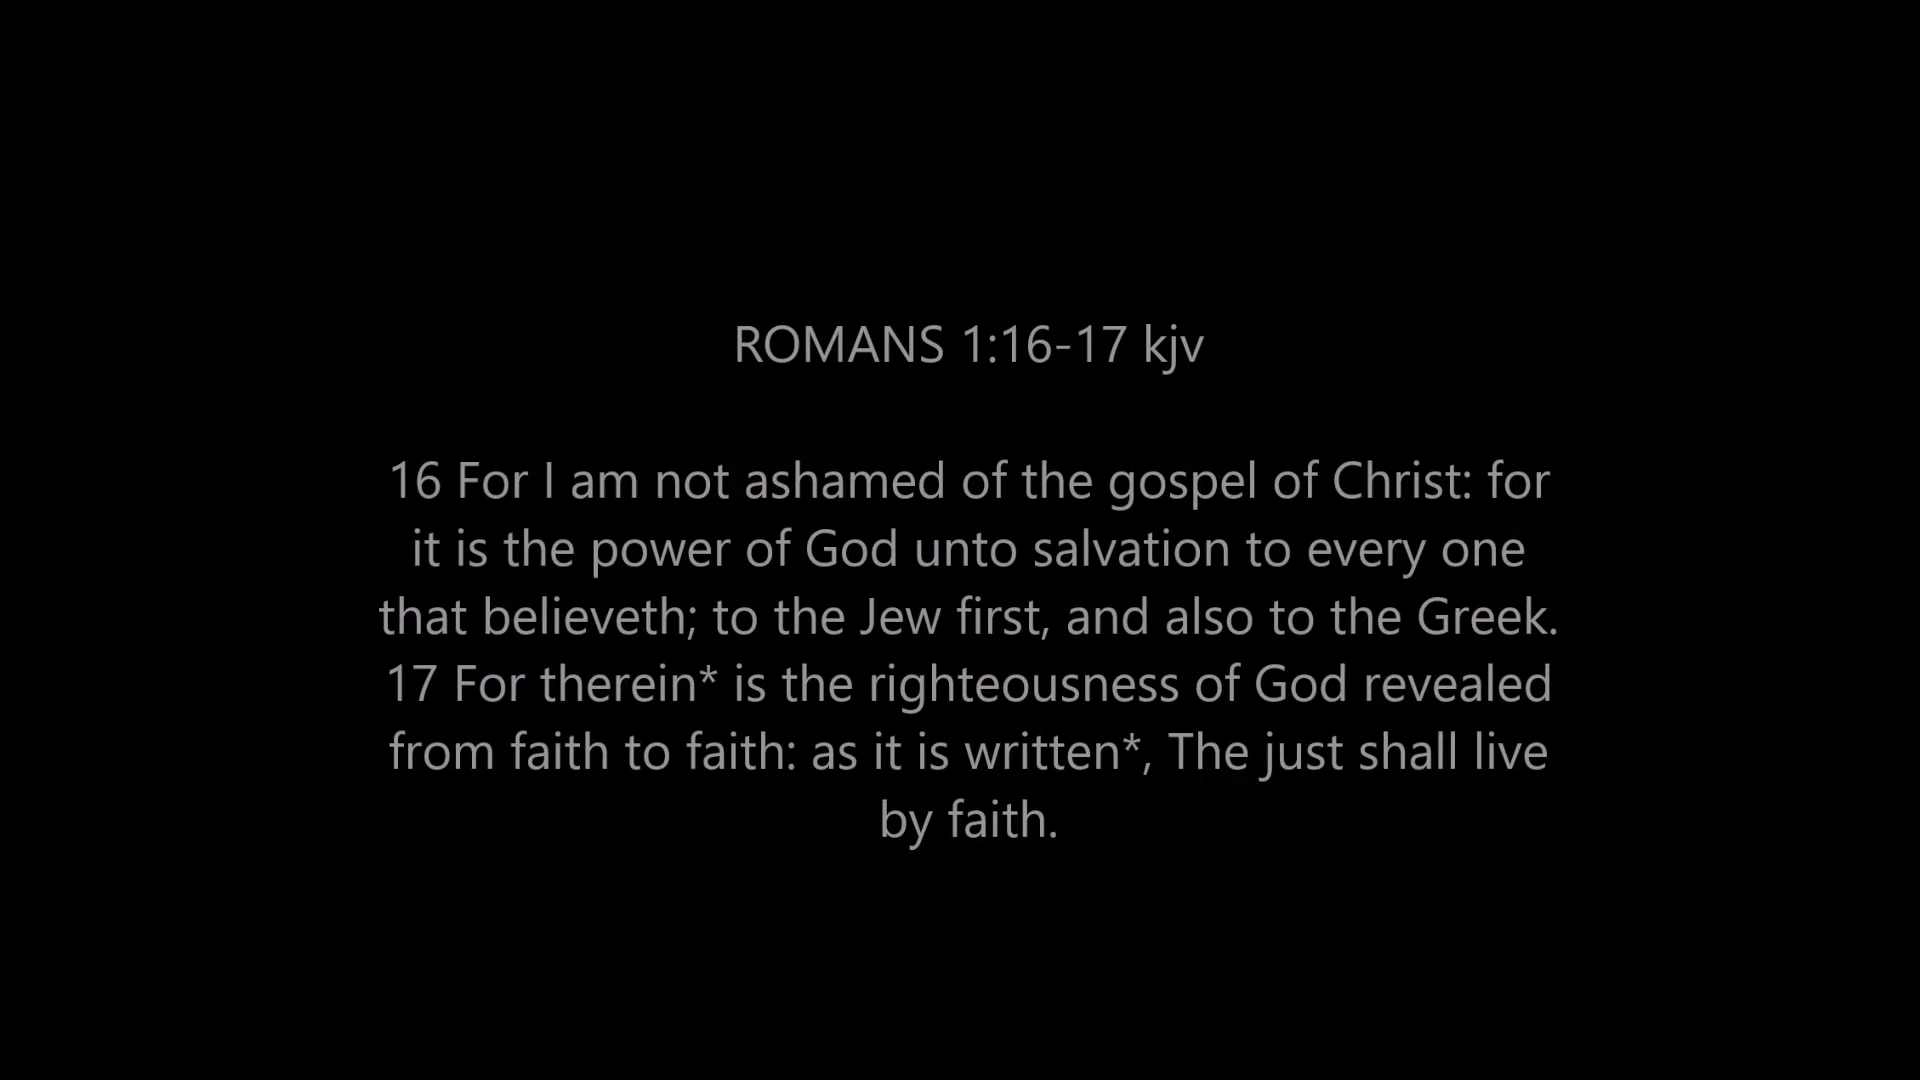 ROMANS 1:16-17 kjv
16 For I am not ashamed of the gospel of Christ: for
it is the power of God unto salvation to every one
that believeth; to the Jew first, and also to the Greek.
17 For therein* is the righteousness of God revealed
from faith to faith: as it is written*, The just shall live
by faith.